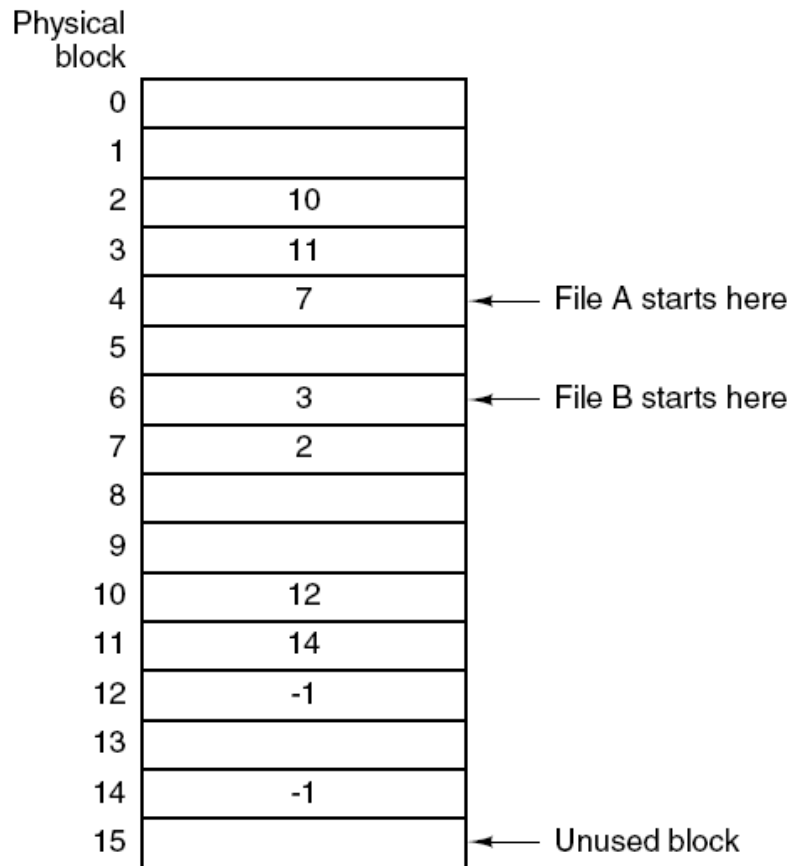 Physical
block
0
1
2 10
3 11
4 7 File A starts here
5
6 3 File B starts here
7 2
8
9
10 12
11 14
12 -1
13
14 -1
15 Unused block